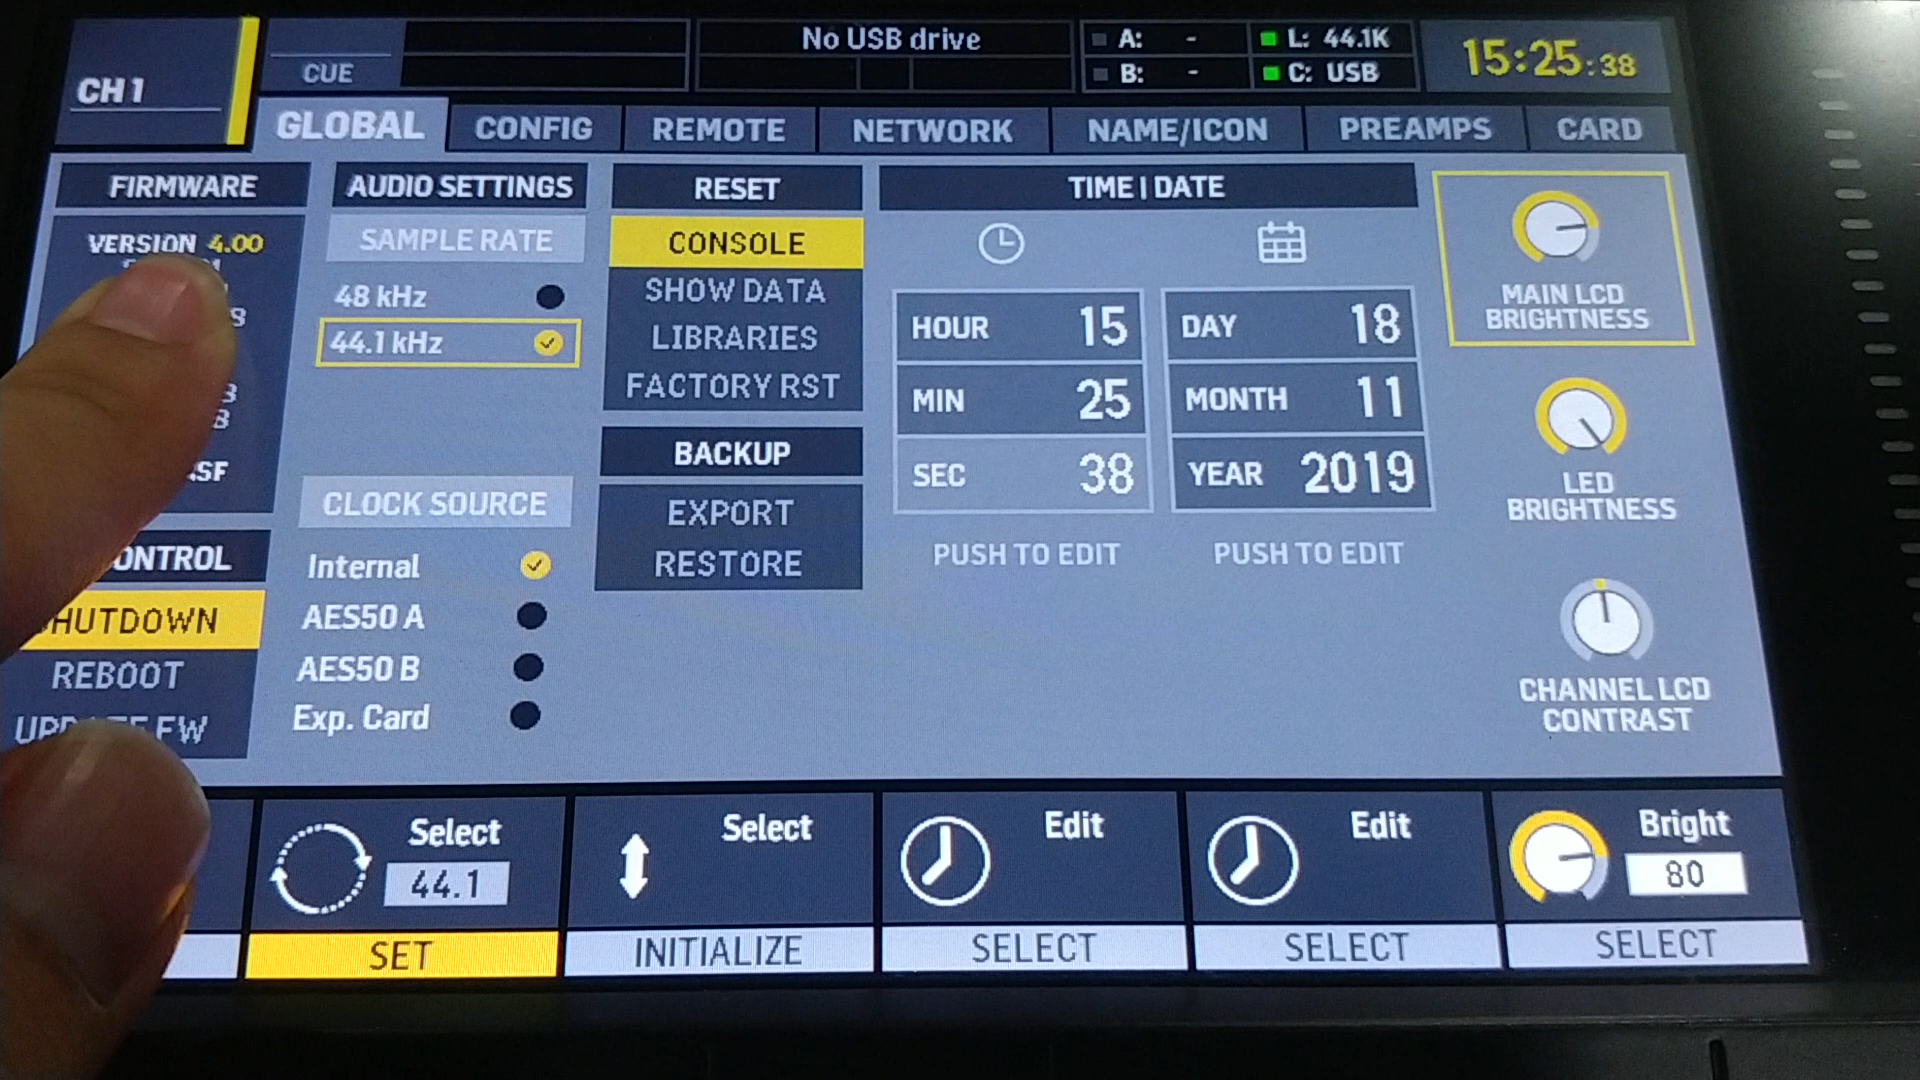 CH 1
CUE
No USB drive
A: -
B: -
L: 44.1K
C: USB
15:25:38
GLOBAL
CONFIG
REMOTE
NETWORK
NAME/ICON
PREAMPS
CARD
FIRMWARE
VERSION 4.00
CONTROL
SHUTDOWN
REBOOT
UPDATE FW
AUDIO SETTINGS
SAMPLE RATE
48 kHz
44.1 kHz
CLOCK SOURCE
Internal
AES50 A
AES50 B
Exp. Card
RESET
CONSOLE
SHOW DATA
LIBRARIES
FACTORY RST
BACKUP
EXPORT
RESTORE
TIME | DATE
HOUR 15
MIN 25
SEC 38
PUSH TO EDIT
DAY 18
MONTH 11
YEAR 2019
PUSH TO EDIT
MAIN LCD
BRIGHTNESS
LED
BRIGHTNESS
CHANNEL LCD
CONTRAST
Select
44.1
SET
Select
INITIALIZE
Edit
SELECT
Edit
SELECT
Bright
80
SELECT